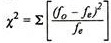 χ² = Σ[(fₒ − fₑ)² / fₑ]